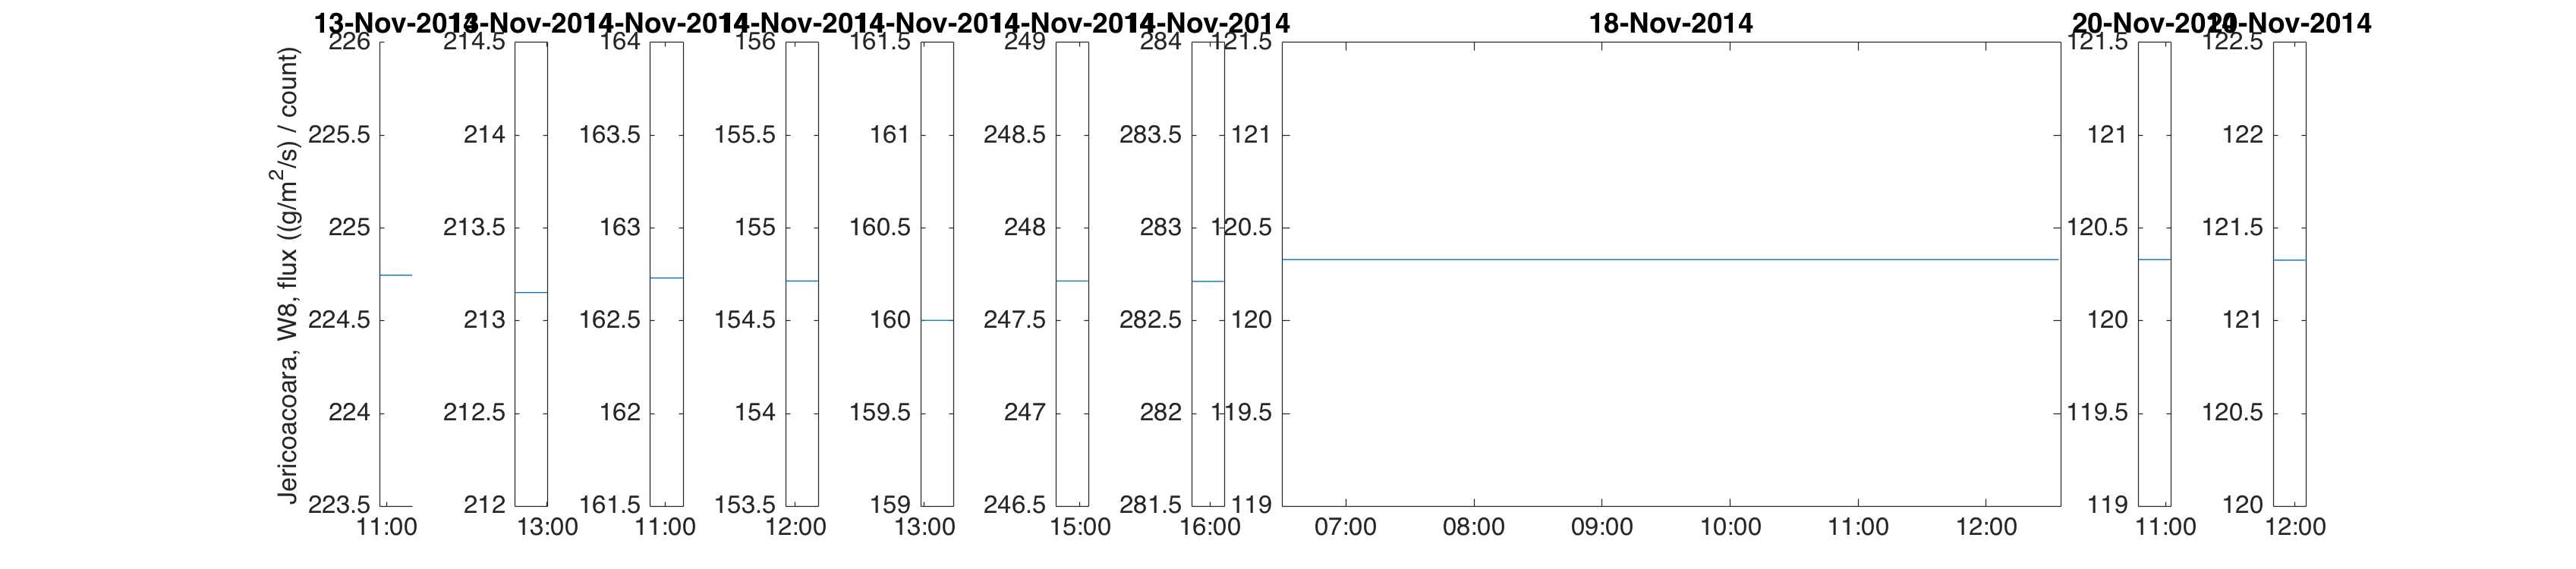 13-Nov-2014 13-Nov-2014 14-Nov-2014 14-Nov-2014 14-Nov-2014 14-Nov-2014 14-Nov-2014 18-Nov-2014 20-Nov-2014 20-Nov-2014
Jericoacoara, W8, flux ((g/m2/s) / count)
226 214.5 164 156 161.5 249 284 121.5 121.5 122.5
225.5 214 163.5 155.5 161 248.5 283.5 121 121 122
225 213.5 163 155 160.5 248 283 120.5 120.5 121.5
224.5 213 162.5 154.5 160 247.5 282.5 120 120 121
224 212.5 162 154 159.5 247 282 119.5 119.5 120.5
223.5 212 161.5 153.5 159 246.5 281.5 119 119 120
11:00 13:00 11:00 12:00 13:00 15:00 16:00 07:00 08:00 09:00 10:00 11:00 12:00 11:00 12:00